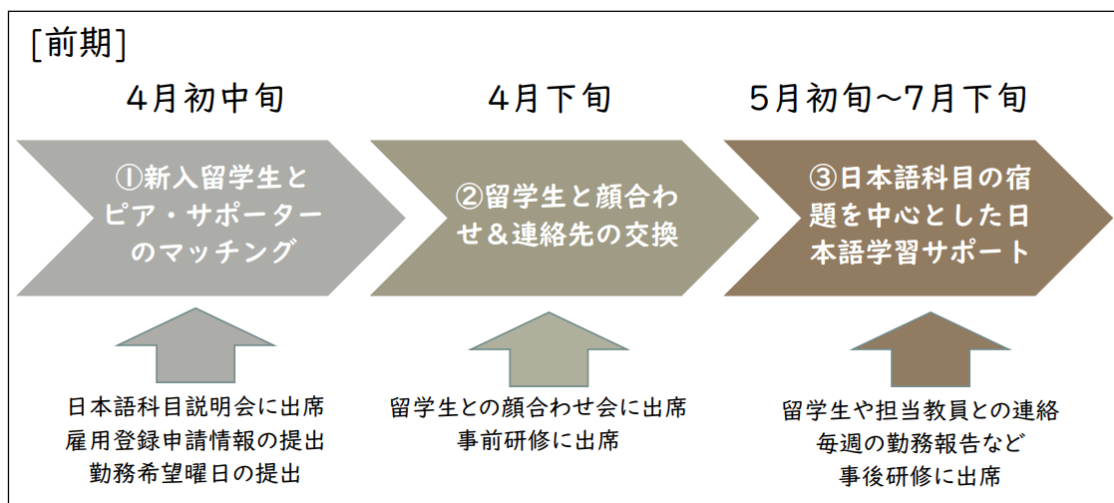 [前期]
4月初中旬
4月下旬
5月初旬～7月下旬
①新入留学生と
ピア・サポーター
のマッチング
②留学生と顔合わ
せ＆連絡先の交換
③日本語科目の宿
題を中心とした日
本語学習サポート
日本語科目説明会に出席
雇用登録申請情報の提出
勤務希望曜日の提出
留学生との顔合わせ会に出席
事前研修に出席
留学生や担当教員との連絡
毎週の勤務報告など
事後研修に出席